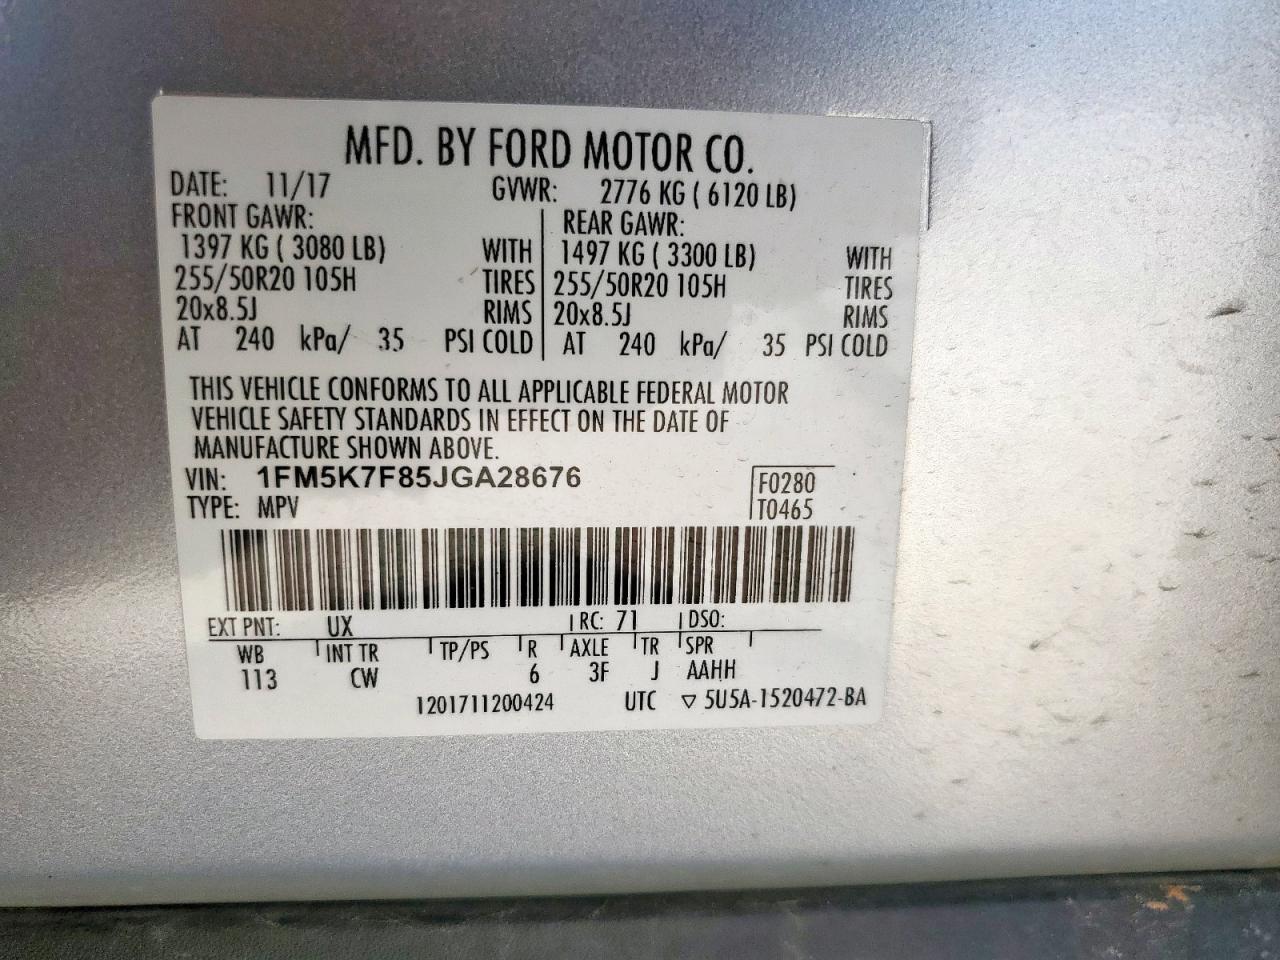 MFD. BY FORD MOTOR CO.
DATE: 11/17 GVWR: 2776 KG ( 6120 LB)
FRONT GAWR: REAR GAWR:
1397 KG ( 3080 LB) WITH 1497 KG ( 3300 LB) WITH
255/50R20 105H TIRES 255/50R20 105H TIRES
20x8.5J RIMS 20x8.5J RIMS
AT 240 kPa/ 35 PSI COLD AT 240 kPa/ 35 PSI COLD
THIS VEHICLE CONFORMS TO ALL APPLICABLE FEDERAL MOTOR
VEHICLE SAFETY STANDARDS IN EFFECT ON THE DATE OF
MANUFACTURE SHOWN ABOVE.
VIN: 1FM5K7F85JGA28676 F0280
TYPE: MPV T0465
EXT PNT: UX RC: 71 DSO:
WB INT TR TP/PS R AXLE TR SPR
113 CW 6 3F J AAHH
1201711200424 UTC ▽ 5U5A-1520472-BA